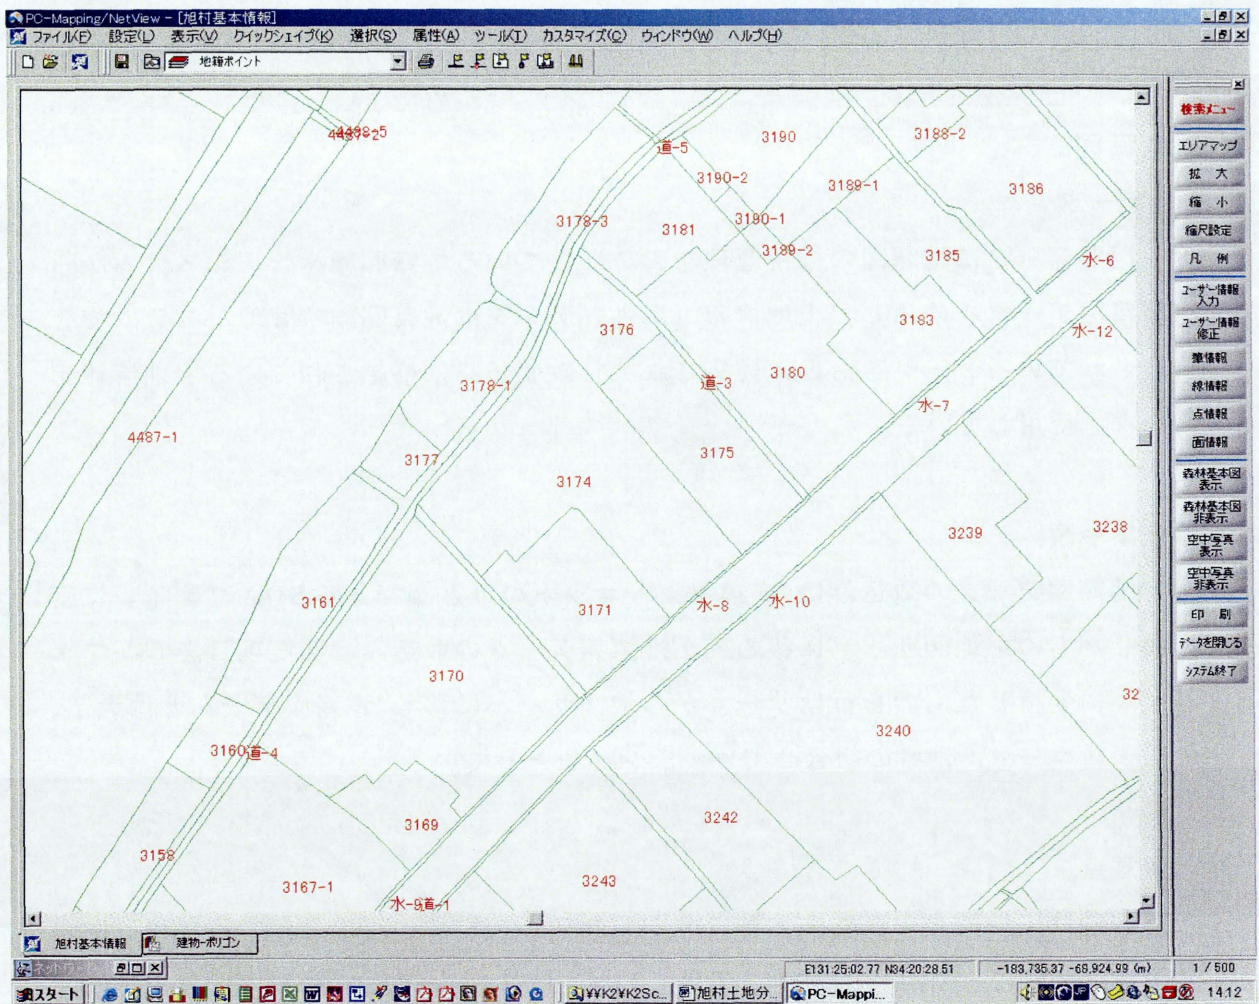 PC-Mapping/NetView - [旭村基本情報]
ファイル(F) 設定(L) 表示(V) クイックシェイプ(K) 選択(S) 属性(A) ツール(T) カスタマイズ(C) ウィンドウ(W) ヘルプ(H)
地籍ポイント
検索メニュー
エリアマップ
拡 大
縮 小
縮尺設定
凡 例
ユーザー情報
入力
ユーザー情報
修正
筆情報
線情報
点情報
面情報
森林基本図
表示
森林基本図
非表示
空中写真
表示
空中写真
非表示
印 刷
データを閉じる
システム終了
道-5
3190
3188-2
3190-2
3189-1
3186
3178-3
3181
3190-1
3189-2
3185
水-6
3176
3183
水-12
3178-1
道-3
3180
水-7
4487-1
3177
3175
3174
3239
3238
3161
3171
水-8
水-10
3170
32
3160
道-4
3240
3169
3242
3158
3167-1
3243
水-9
道-1
旭村基本情報 建物-ポリゴン
E131:25:02.77 N34:20:28.51 -183,735.37 -68,924.99 (m) 1 / 500
スタート
¥¥K2¥K2Sc... 旭村土地分... PC-Mappi...
14:12